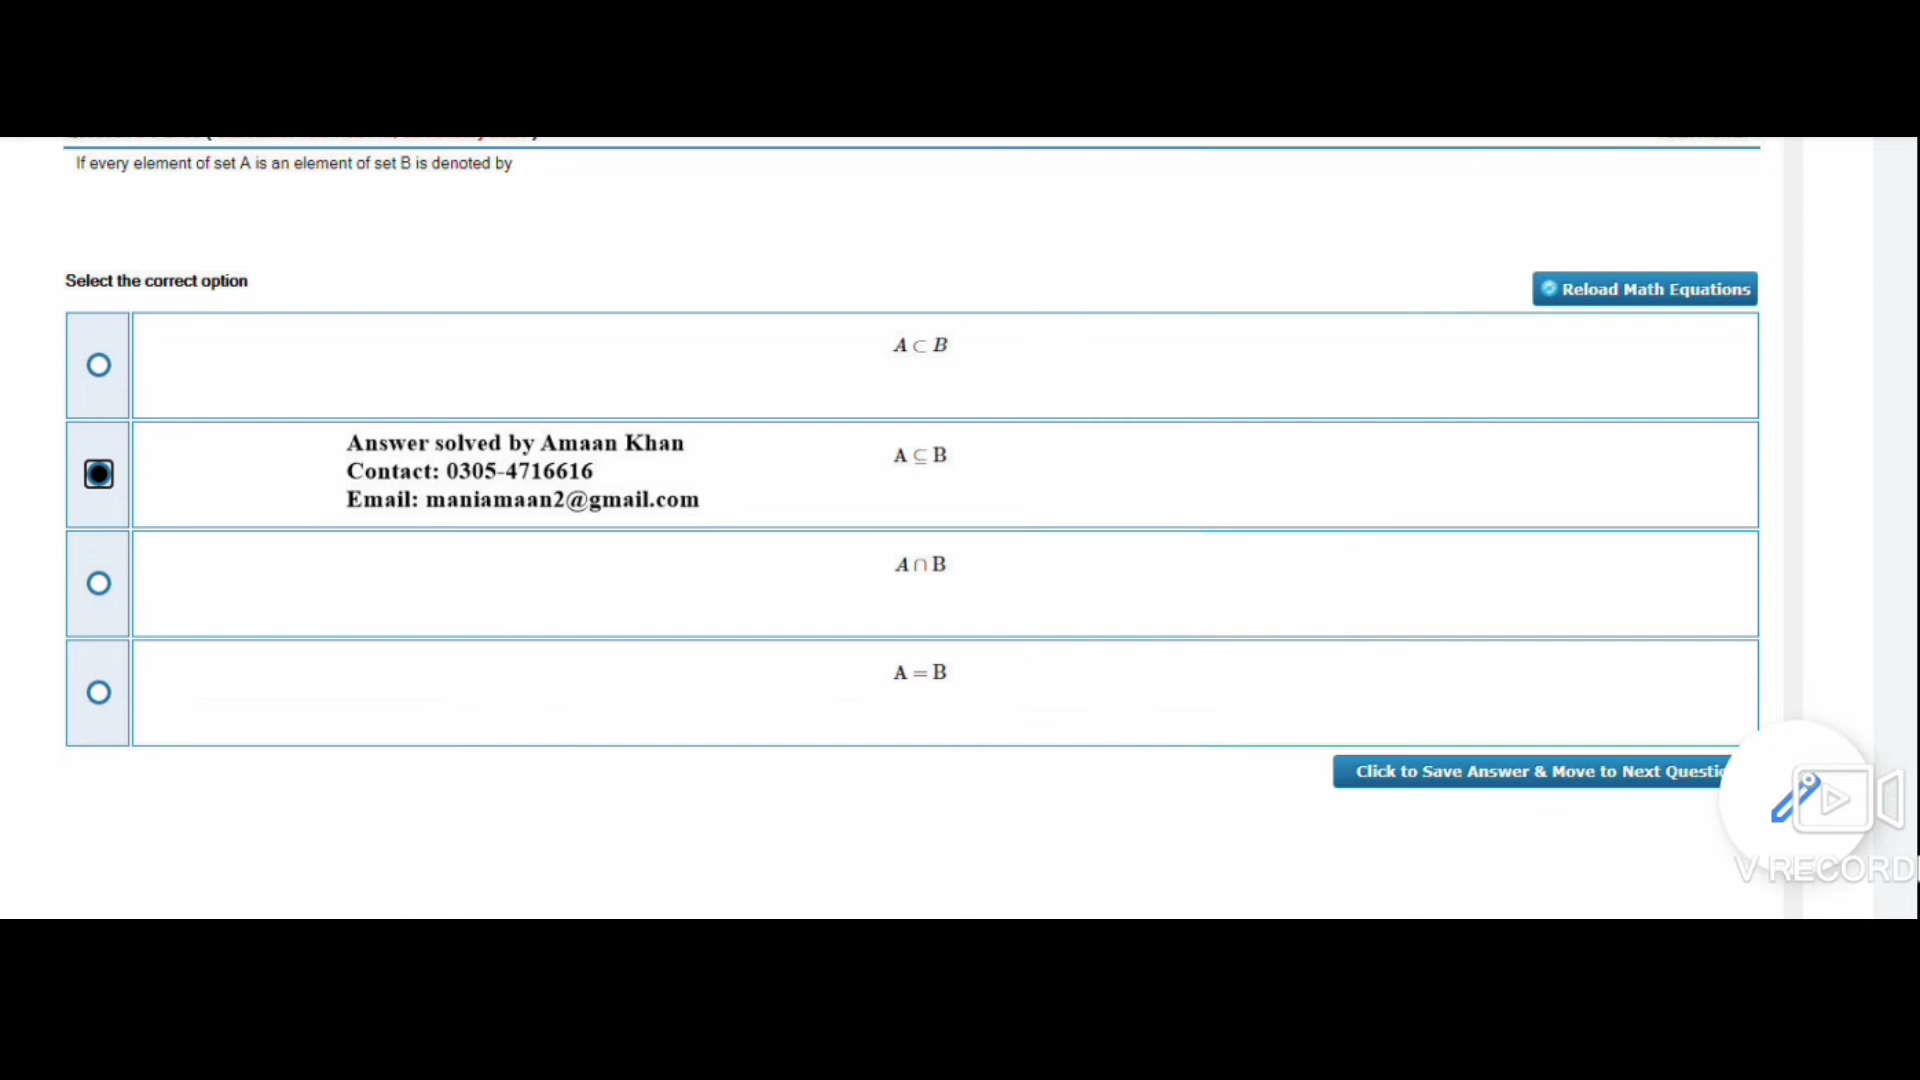 If every element of set A is an element of set B is denoted by
Select the correct option
Reload Math Equations
A ⊂ B
Answer solved by Amaan Khan
Contact: 0305-4716616
Email: maniamaan2@gmail.com
A ⊆ B
A ∩ B
A = B
Click to Save Answer & Move to Next Questio
V RECORD